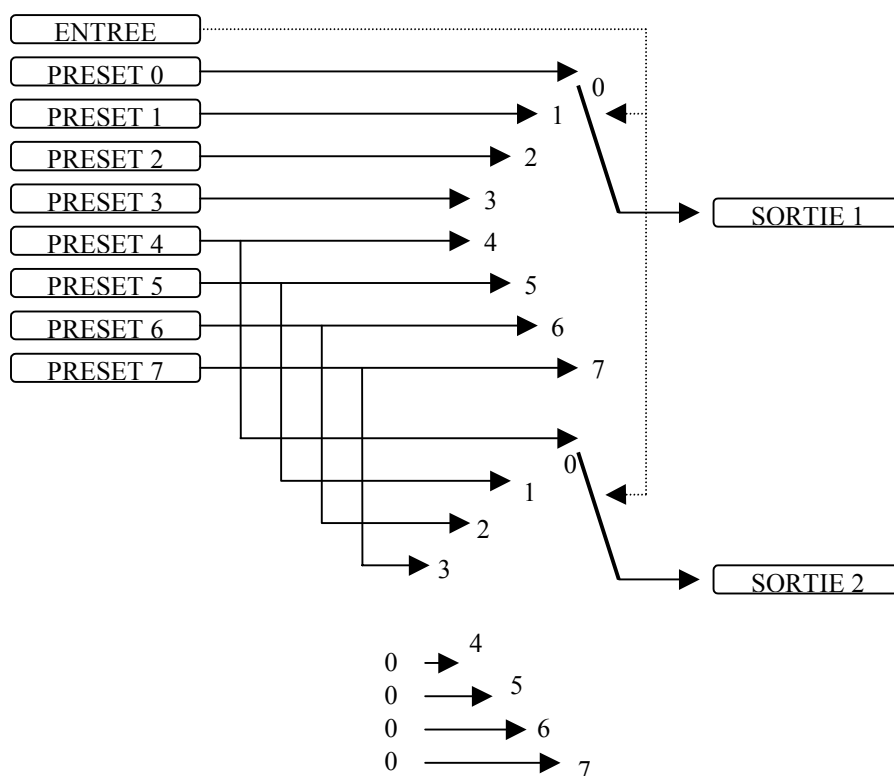 ENTREE
PRESET 0
0
PRESET 1
1
PRESET 2
2
PRESET 3
3
SORTIE 1
PRESET 4
4
PRESET 5
5
PRESET 6
6
PRESET 7
7
0
1
2
3
SORTIE 2
4
0
5
0
6
0
7
0